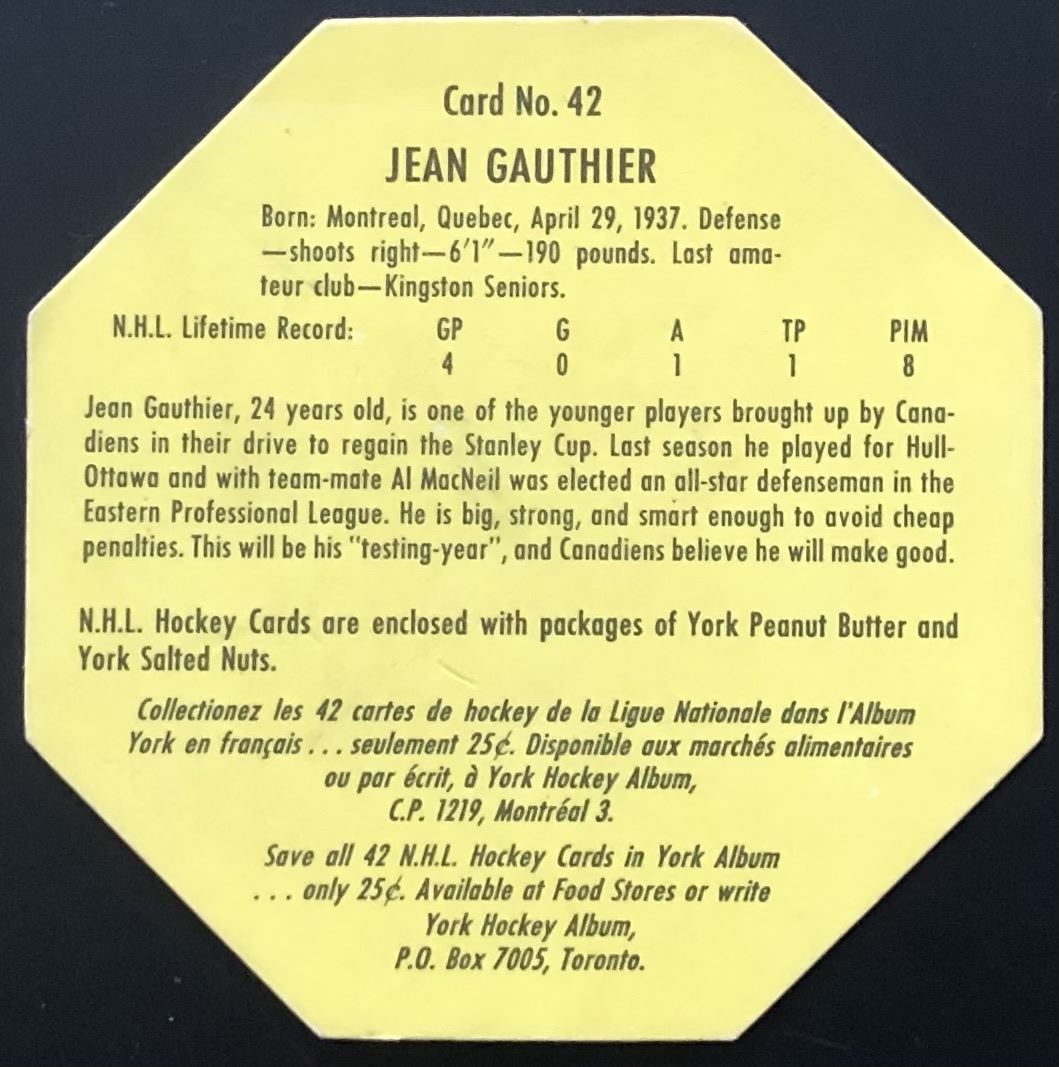 Card No. 42
JEAN GAUTHIER
Born: Montreal, Quebec, April 29, 1937. Defense
—shoots right—6'1"—190 pounds. Last ama-
teur club—Kingston Seniors.
N.H.L. Lifetime Record: GP G A TP PIM
4 0 1 1 8
Jean Gauthier, 24 years old, is one of the younger players brought up by Cana-
diens in their drive to regain the Stanley Cup. Last season he played for Hull-
Ottawa and with team-mate Al MacNeil was elected an all-star defenseman in the
Eastern Professional League. He is big, strong, and smart enough to avoid cheap
penalties. This will be his "testing-year", and Canadiens believe he will make good.
N.H.L. Hockey Cards are enclosed with packages of York Peanut Butter and
York Salted Nuts.
Collectionez les 42 cartes de hockey de la Ligue Nationale dans l'Album
York en français . . . seulement 25¢. Disponible aux marchés alimentaires
ou par écrit, à York Hockey Album,
C.P. 1219, Montréal 3.
Save all 42 N.H.L. Hockey Cards in York Album
. . . only 25¢. Available at Food Stores or write
York Hockey Album,
P.O. Box 7005, Toronto.